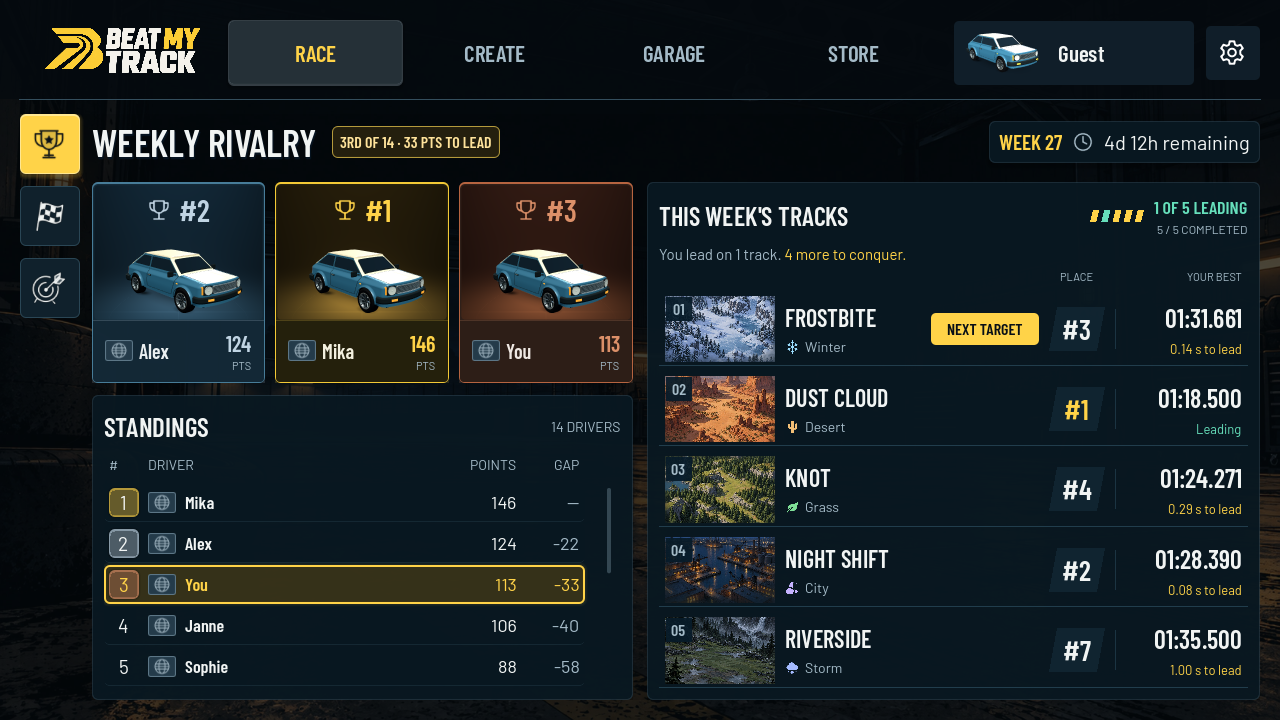 BEAT MY TRACK
RACE
CREATE
GARAGE
STORE
Guest
WEEKLY RIVALRY
3RD OF 14 · 33 PTS TO LEAD
WEEK 27
4d 12h remaining
#2
Alex
124
PTS
#1
Mika
146
PTS
#3
You
113
PTS
STANDINGS
14 DRIVERS
# DRIVER POINTS GAP
1 Mika 146 —
2 Alex 124 -22
3 You 113 -33
4 Janne 106 -40
5 Sophie 88 -58
THIS WEEK'S TRACKS
1 OF 5 LEADING
5 / 5 COMPLETED
You lead on 1 track. 4 more to conquer.
PLACE YOUR BEST
01
FROSTBITE
Winter
NEXT TARGET
#3
01:31.661
0.14 s to lead
02
DUST CLOUD
Desert
#1
01:18.500
Leading
03
KNOT
Grass
#4
01:24.271
0.29 s to lead
04
NIGHT SHIFT
City
#2
01:28.390
0.08 s to lead
05
RIVERSIDE
Storm
#7
01:35.500
1.00 s to lead